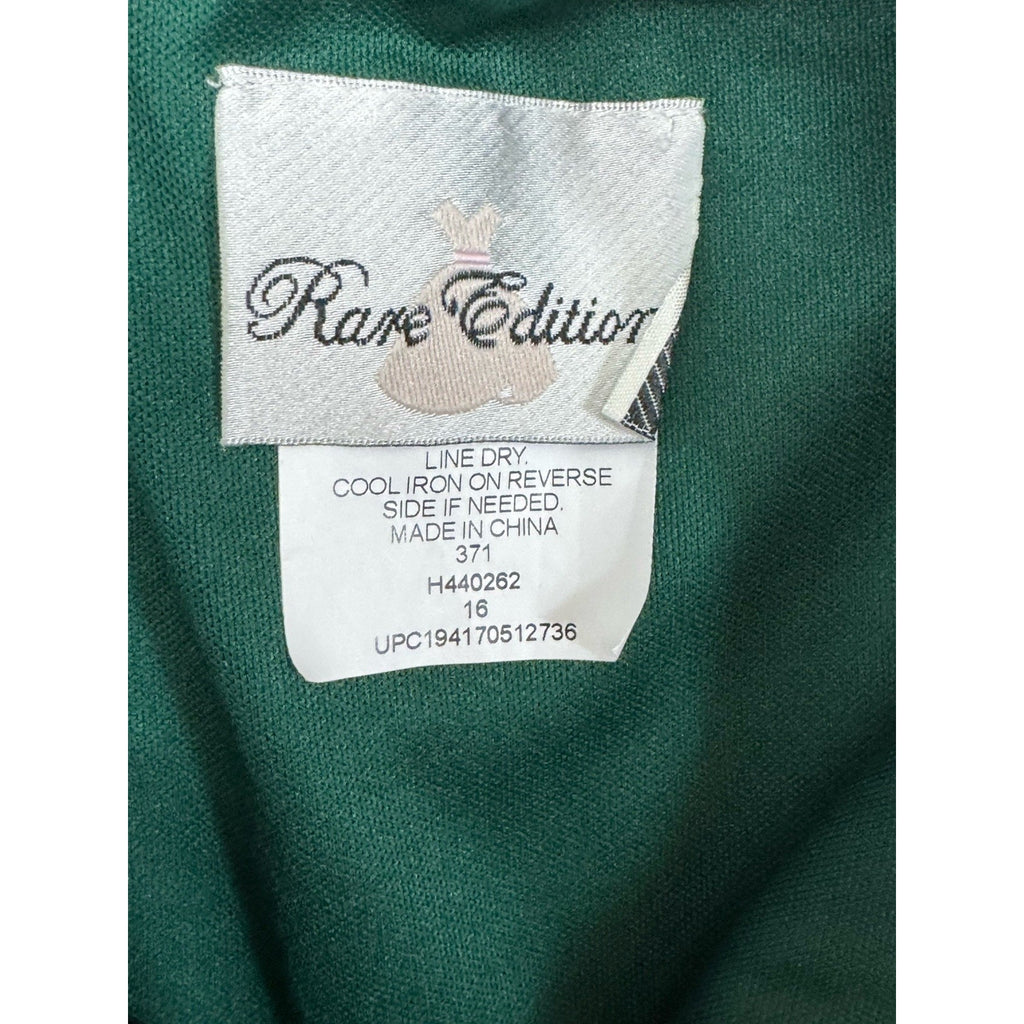 Rare Edition
LINE DRY.
COOL IRON ON REVERSE
SIDE IF NEEDED.
MADE IN CHINA
371
H440262
16
UPC194170512736